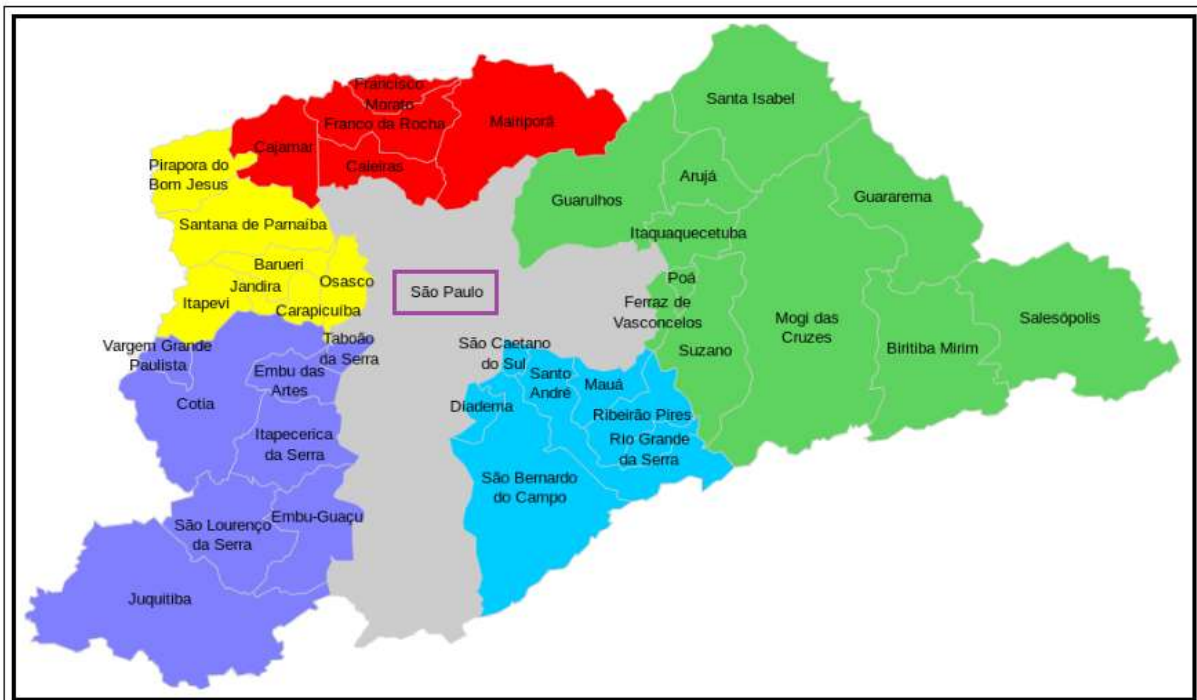 Francisco
Morato
Franco da Rocha
Mairiporã
Cajamar
Caieiras
Santa Isabel
Pirapora do
Bom Jesus
Arujá
Guarulhos
Guararema
Santana de Parnaíba
Itaquaquecetuba
Barueri
Jandira
Osasco
Itapevi
Carapicuíba
São Paulo
Poá
Ferraz de
Vasconcelos
Mogi das
Cruzes
Salesópolis
Biritiba Mirim
Suzano
Vargem Grande
Paulista
Taboão
da Serra
São Caetano
do Sul
Embu das
Artes
Santo
André
Mauá
Cotia
Diadema
Ribeirão Pires
Itapecerica
da Serra
Rio Grande
da Serra
São Bernardo
do Campo
São Lourenço
da Serra
Embu-Guaçu
Juquitiba